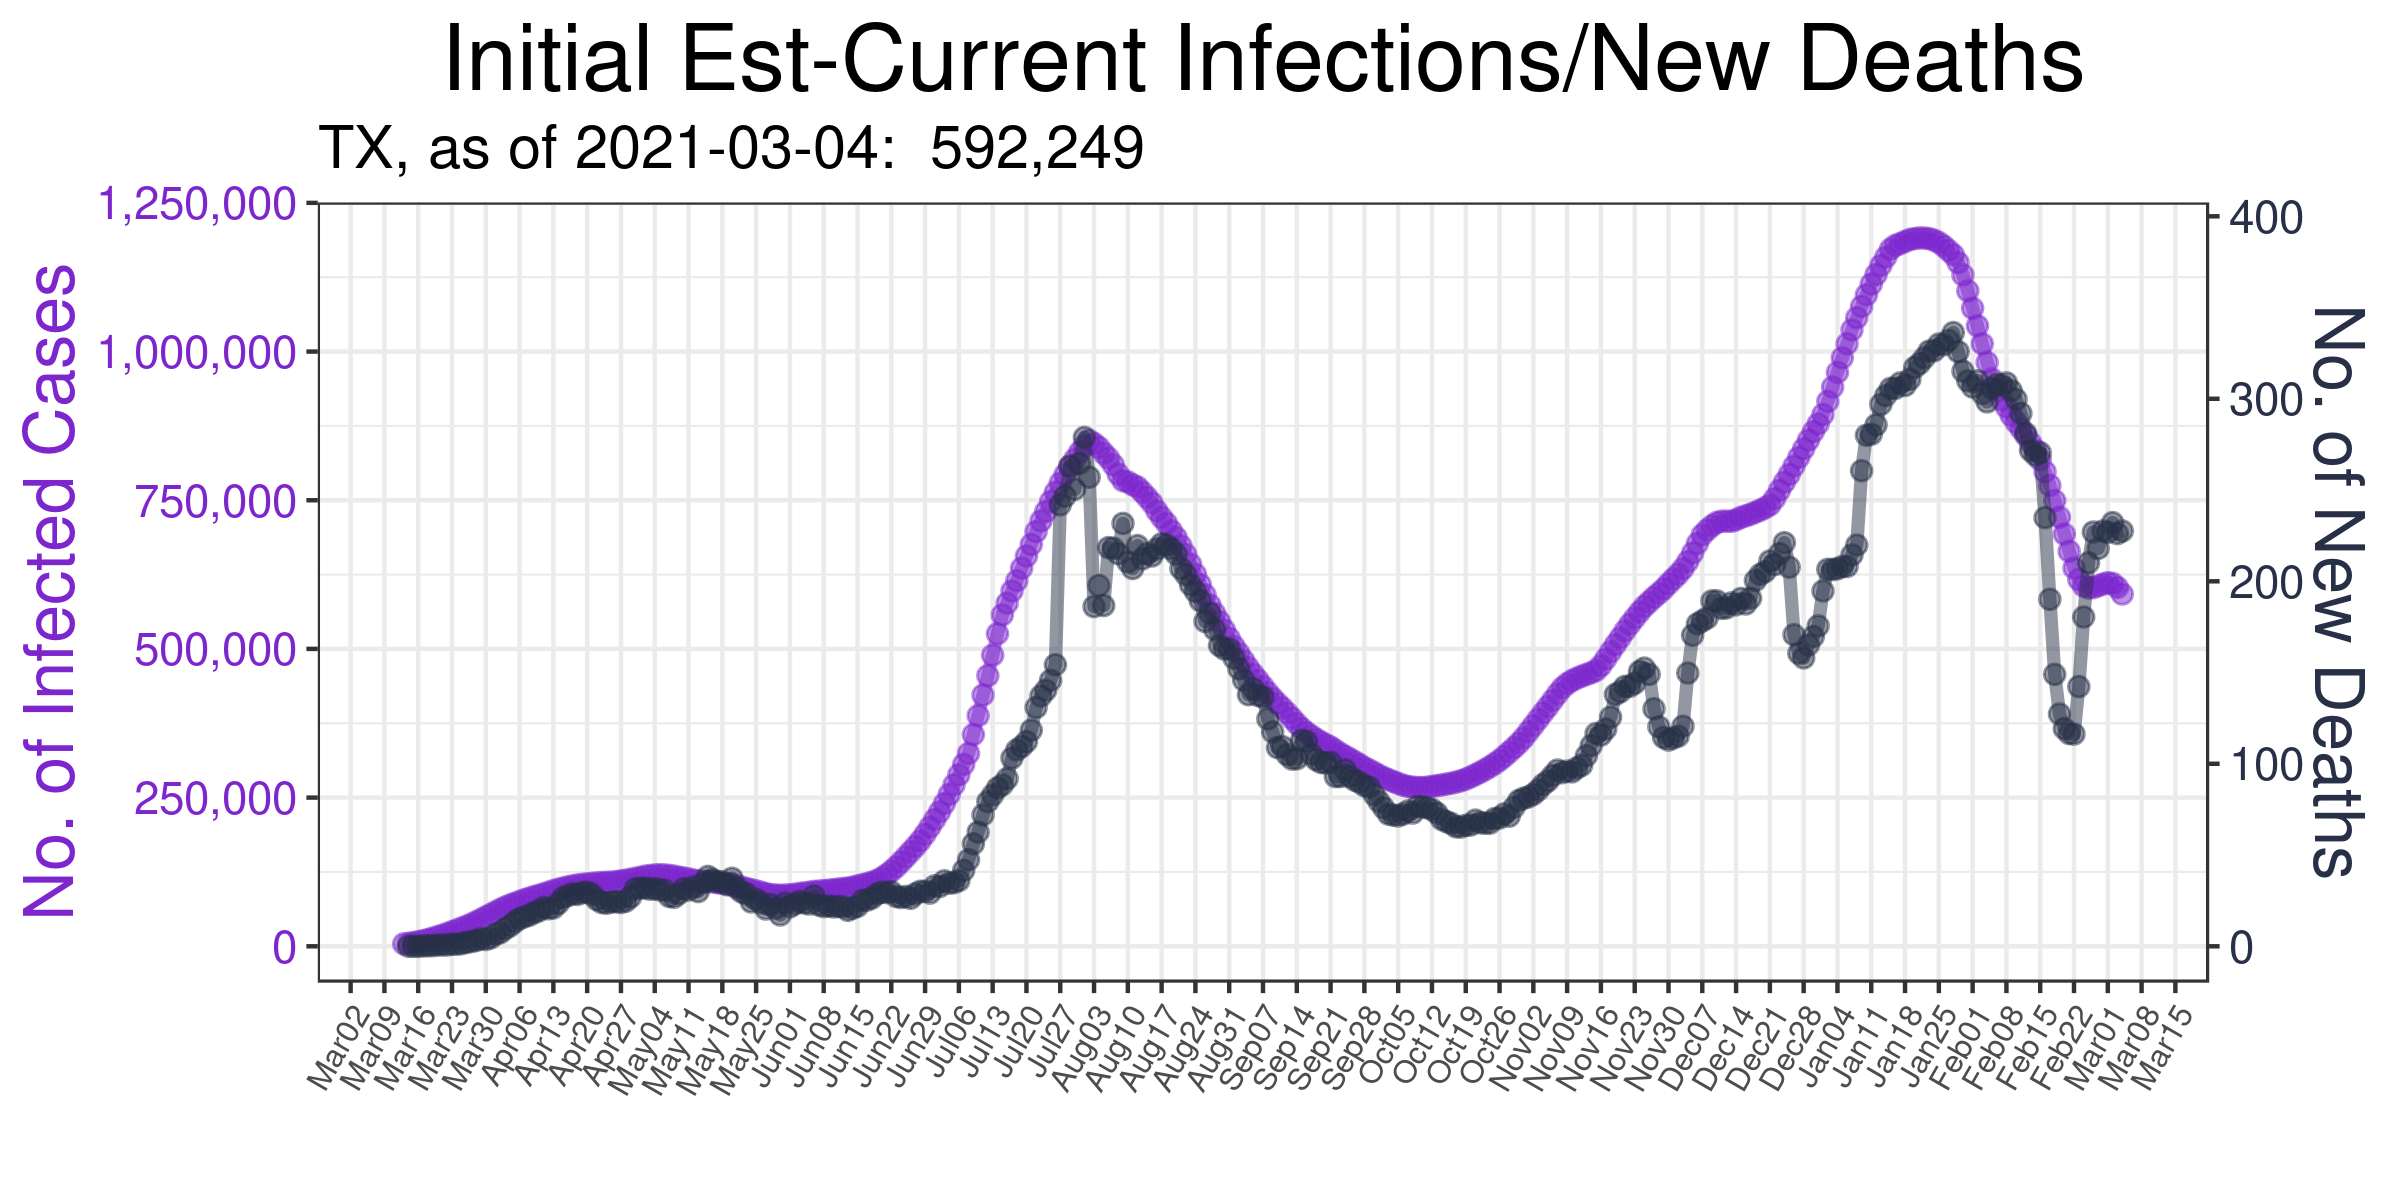 Initial Est-Current Infections/New Deaths
TX, as of 2021-03-04:  592,249
No. of Infected Cases
1,250,000
1,000,000
750,000
500,000
250,000
0
400
300
200
100
0
No. of New Deaths
Mar02
Mar09
Mar16
Mar23
Mar30
Apr06
Apr13
Apr20
Apr27
May04
May11
May18
May25
Jun01
Jun08
Jun15
Jun22
Jun29
Jul06
Jul13
Jul20
Jul27
Aug03
Aug10
Aug17
Aug24
Aug31
Sep07
Sep14
Sep21
Sep28
Oct05
Oct12
Oct19
Oct26
Nov02
Nov09
Nov16
Nov23
Nov30
Dec07
Dec14
Dec21
Dec28
Jan04
Jan11
Jan18
Jan25
Feb01
Feb08
Feb15
Feb22
Mar01
Mar08
Mar15